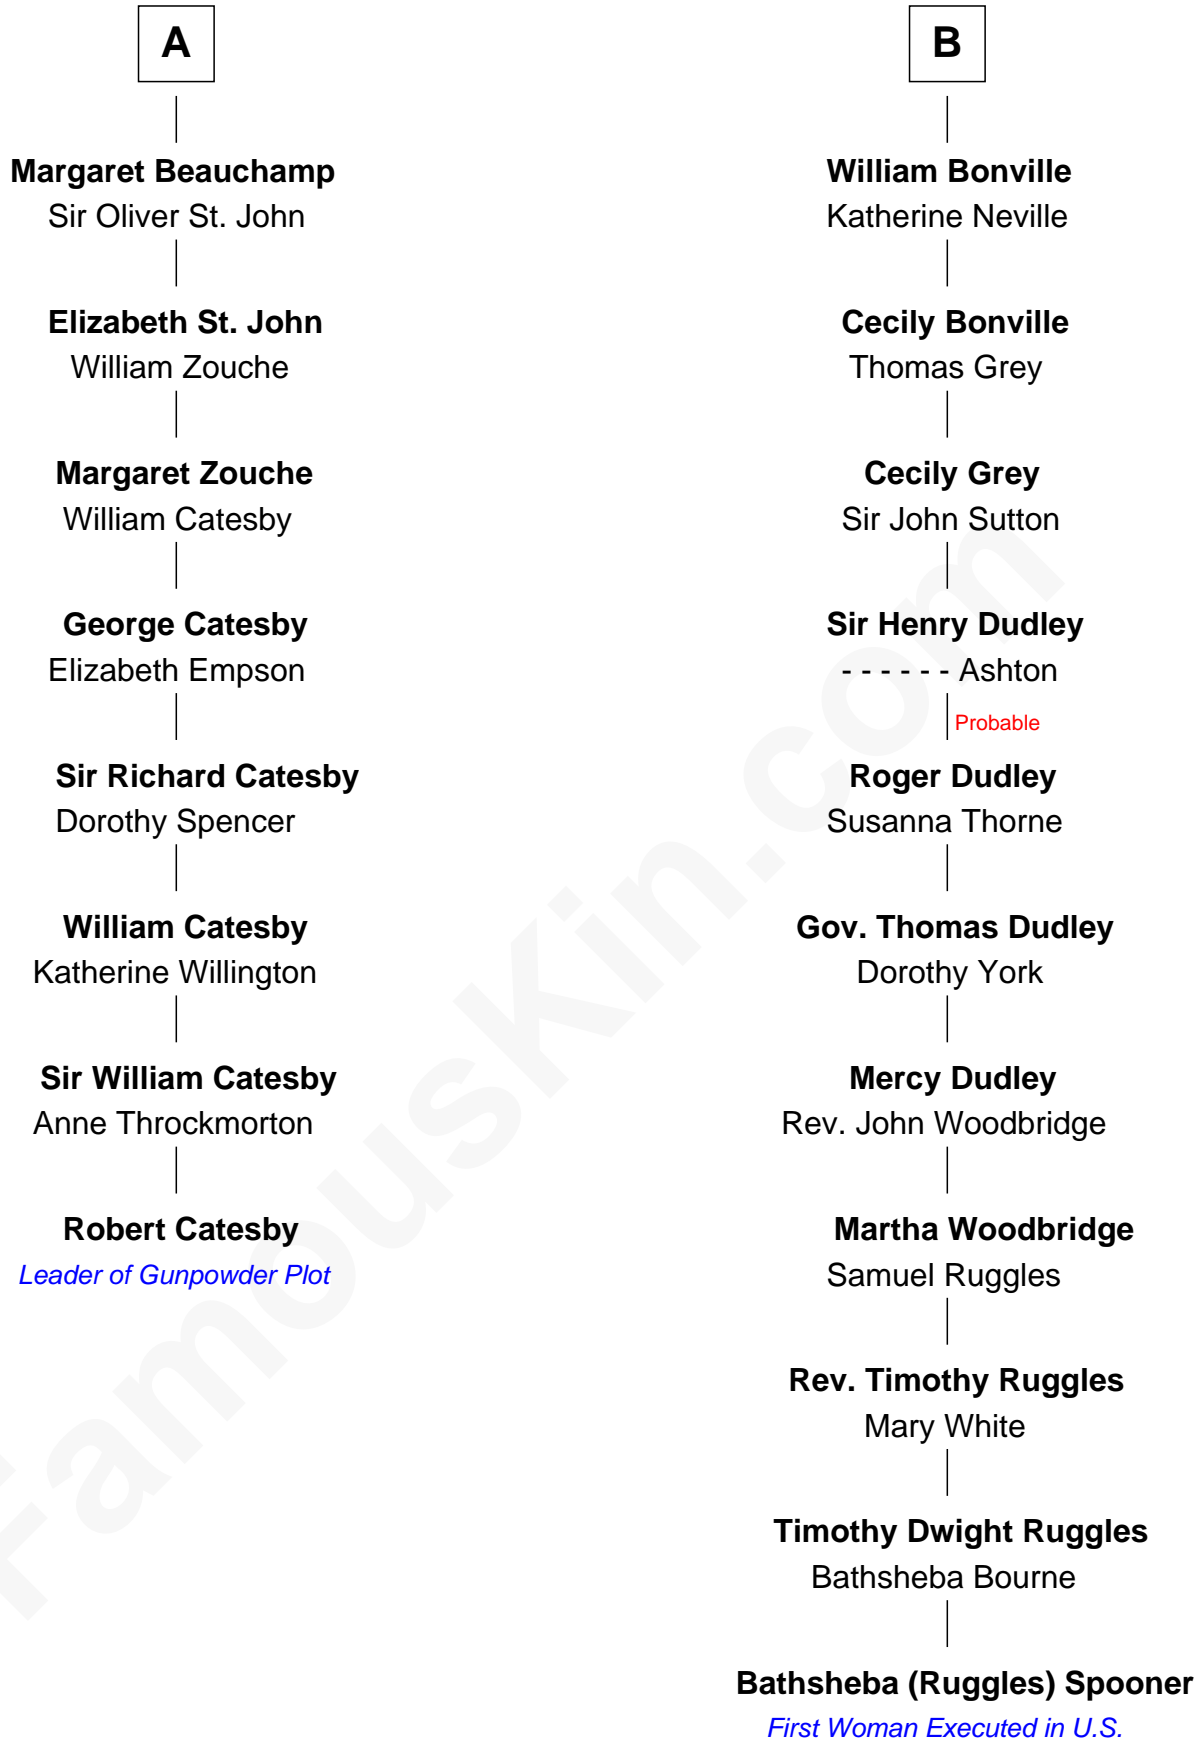 A
Margaret Beauchamp
Sir Oliver St. John
Elizabeth St. John
William Zouche
Margaret Zouche
William Catesby
George Catesby
Elizabeth Empson
Sir Richard Catesby
Dorothy Spencer
William Catesby
Katherine Willington
Sir William Catesby
Anne Throckmorton
Robert Catesby
Leader of Gunpowder Plot
B
William Bonville
Katherine Neville
Cecily Bonville
Thomas Grey
Cecily Grey
Sir John Sutton
Sir Henry Dudley
- - - - - - Ashton
Probable
Roger Dudley
Susanna Thorne
Gov. Thomas Dudley
Dorothy York
Mercy Dudley
Rev. John Woodbridge
Martha Woodbridge
Samuel Ruggles
Rev. Timothy Ruggles
Mary White
Timothy Dwight Ruggles
Bathsheba Bourne
Bathsheba (Ruggles) Spooner
First Woman Executed in U.S.
FamousKin.com